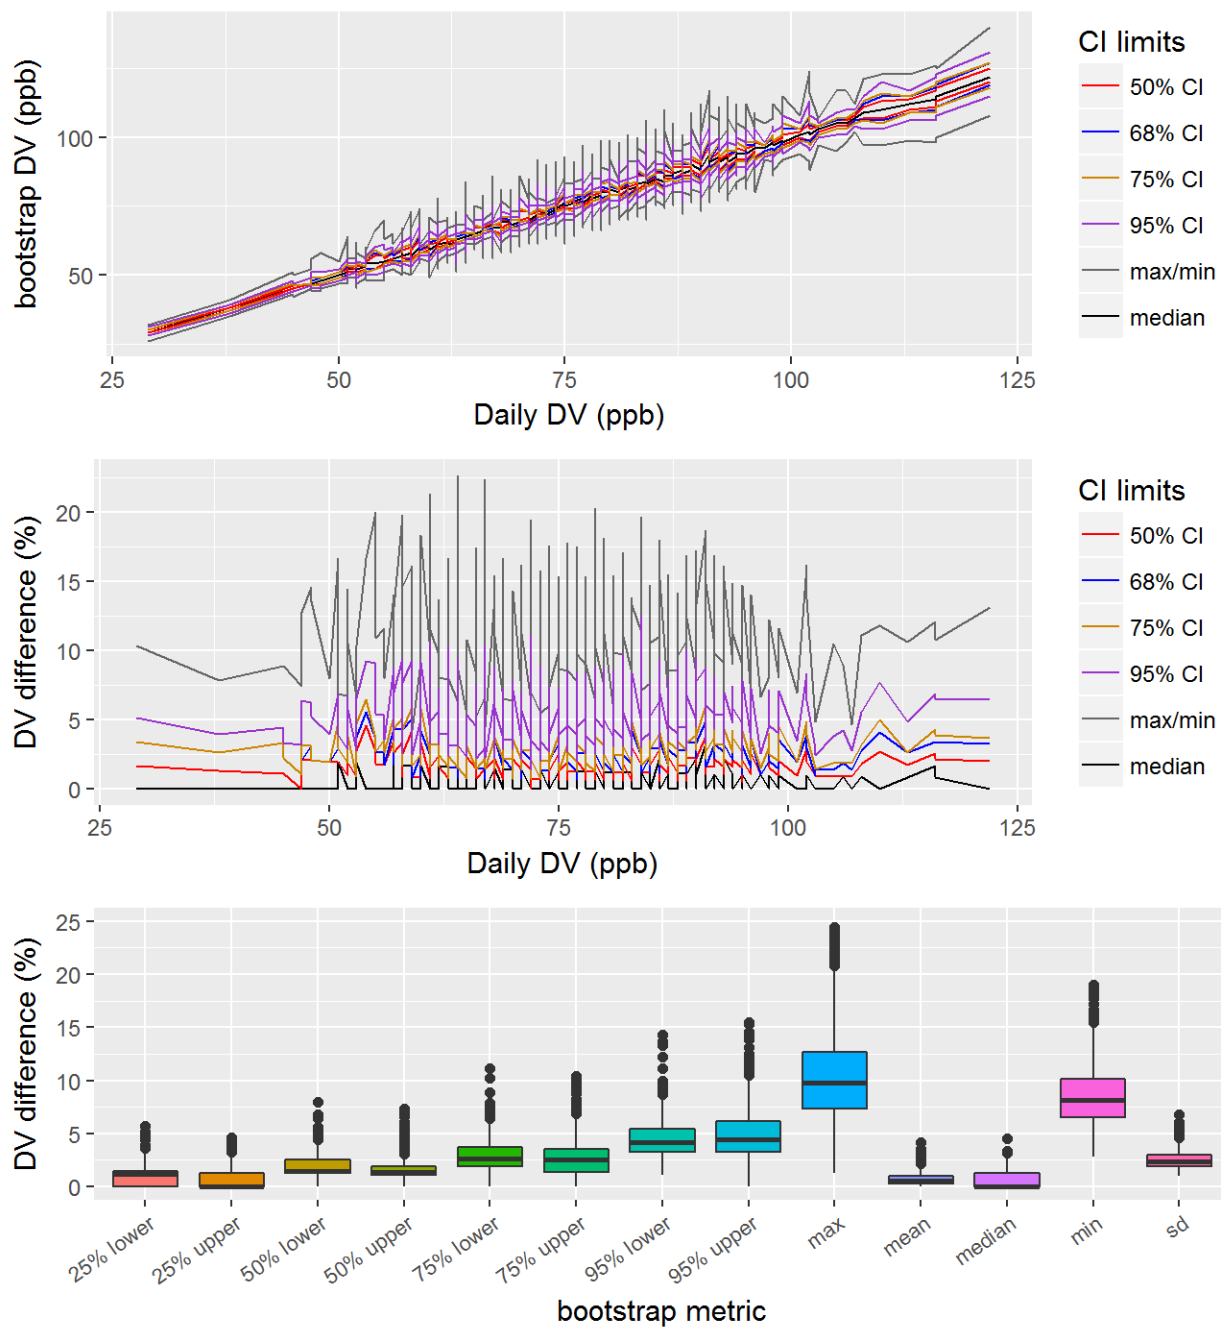 bootstrap DV (ppb)
100
50
25 50 75 100 125
Daily DV (ppb)
CI limits
50% CI
68% CI
75% CI
95% CI
max/min
median
DV difference (%)
20
15
10
5
0
25 50 75 100 125
Daily DV (ppb)
CI limits
50% CI
68% CI
75% CI
95% CI
max/min
median
DV difference (%)
25
20
15
10
5
0
25% lower
25% upper
50% lower
50% upper
75% lower
75% upper
95% lower
95% upper
max
mean
median
min
sd
bootstrap metric